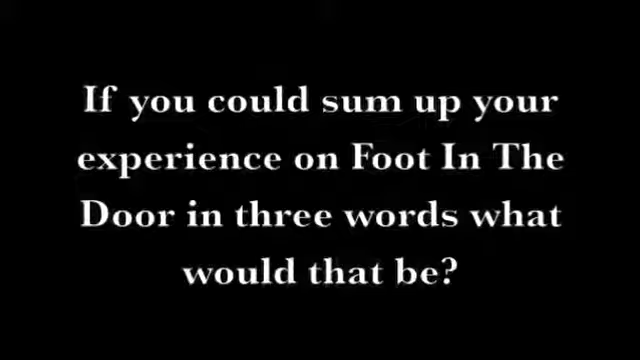 If you could sum up your
experience on Foot In The
Door in three words what
would that be?